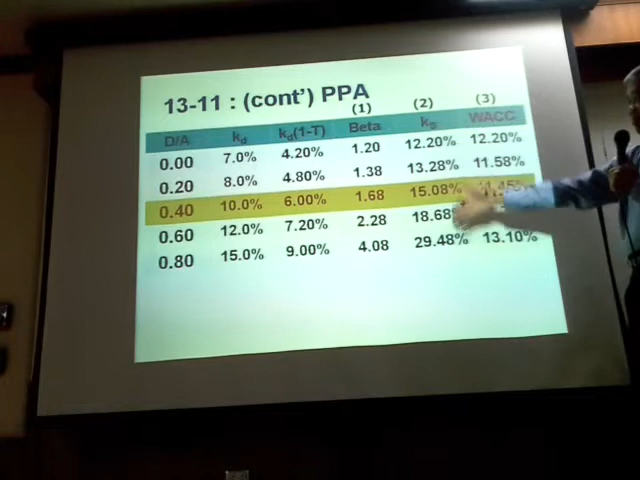 13-11 : (cont') PPA
(1) (2) (3)
D/A kd kd(1-T) Beta ks WACC
0.00 7.0% 4.20% 1.20 12.20% 12.20%
0.20 8.0% 4.80% 1.38 13.28% 11.58%
0.40 10.0% 6.00% 1.68 15.08%
0.60 12.0% 7.20% 2.28 18.68%
0.80 15.0% 9.00% 4.08 29.48% 13.10%